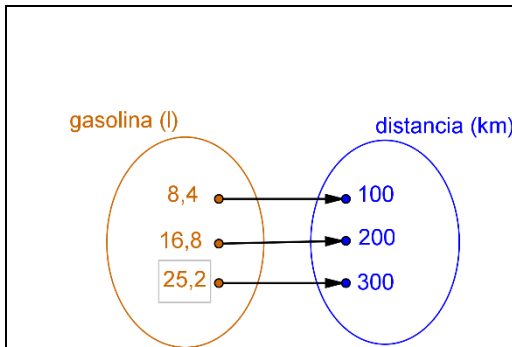 gasolina (l)
distancia (km)
8,4 100
16,8 200
25,2 300